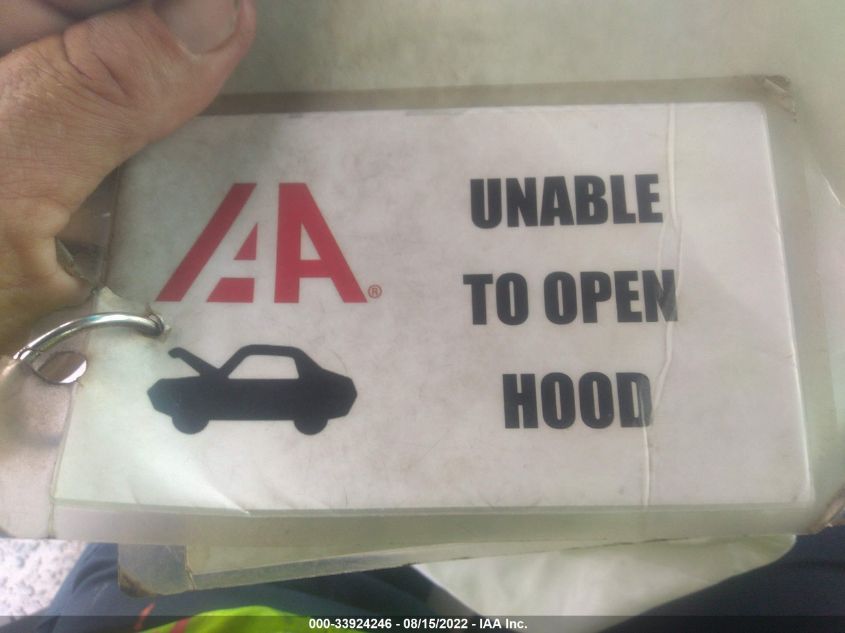 IAA®
UNABLE
TO OPEN
HOOD
000-33924246 - 08/15/2022 - IAA Inc.